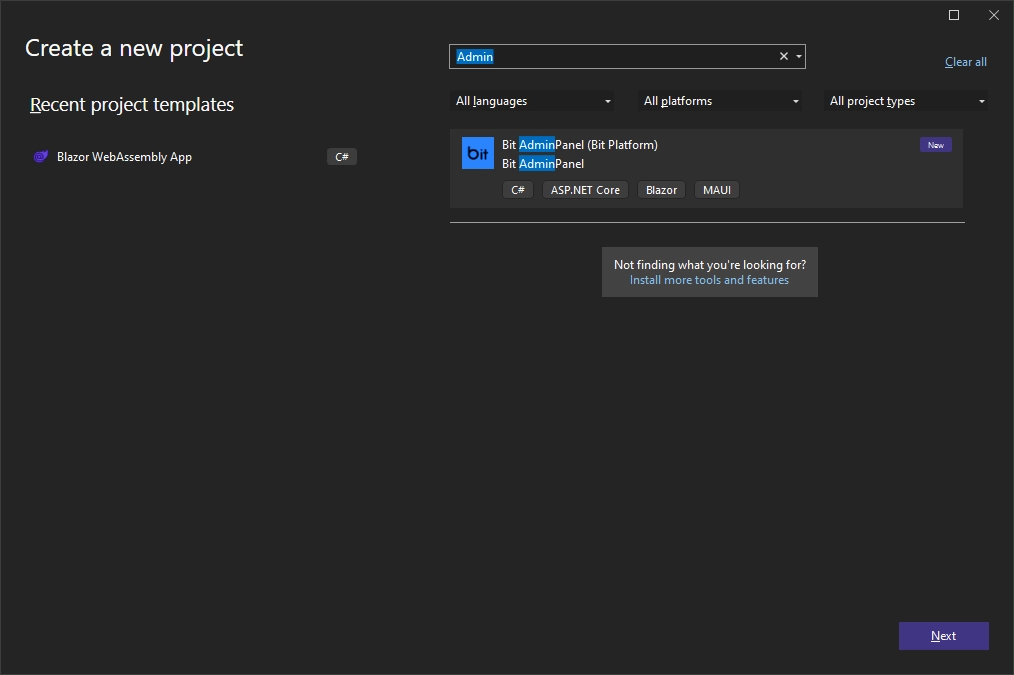 Create a new project
Recent project templates
Blazor WebAssembly App
C#
Admin
Clear all
All languages
All platforms
All project types
bit
Bit AdminPanel (Bit Platform)
New
Bit AdminPanel
C#
ASP.NET Core
Blazor
MAUI
Not finding what you're looking for?
Install more tools and features
Next